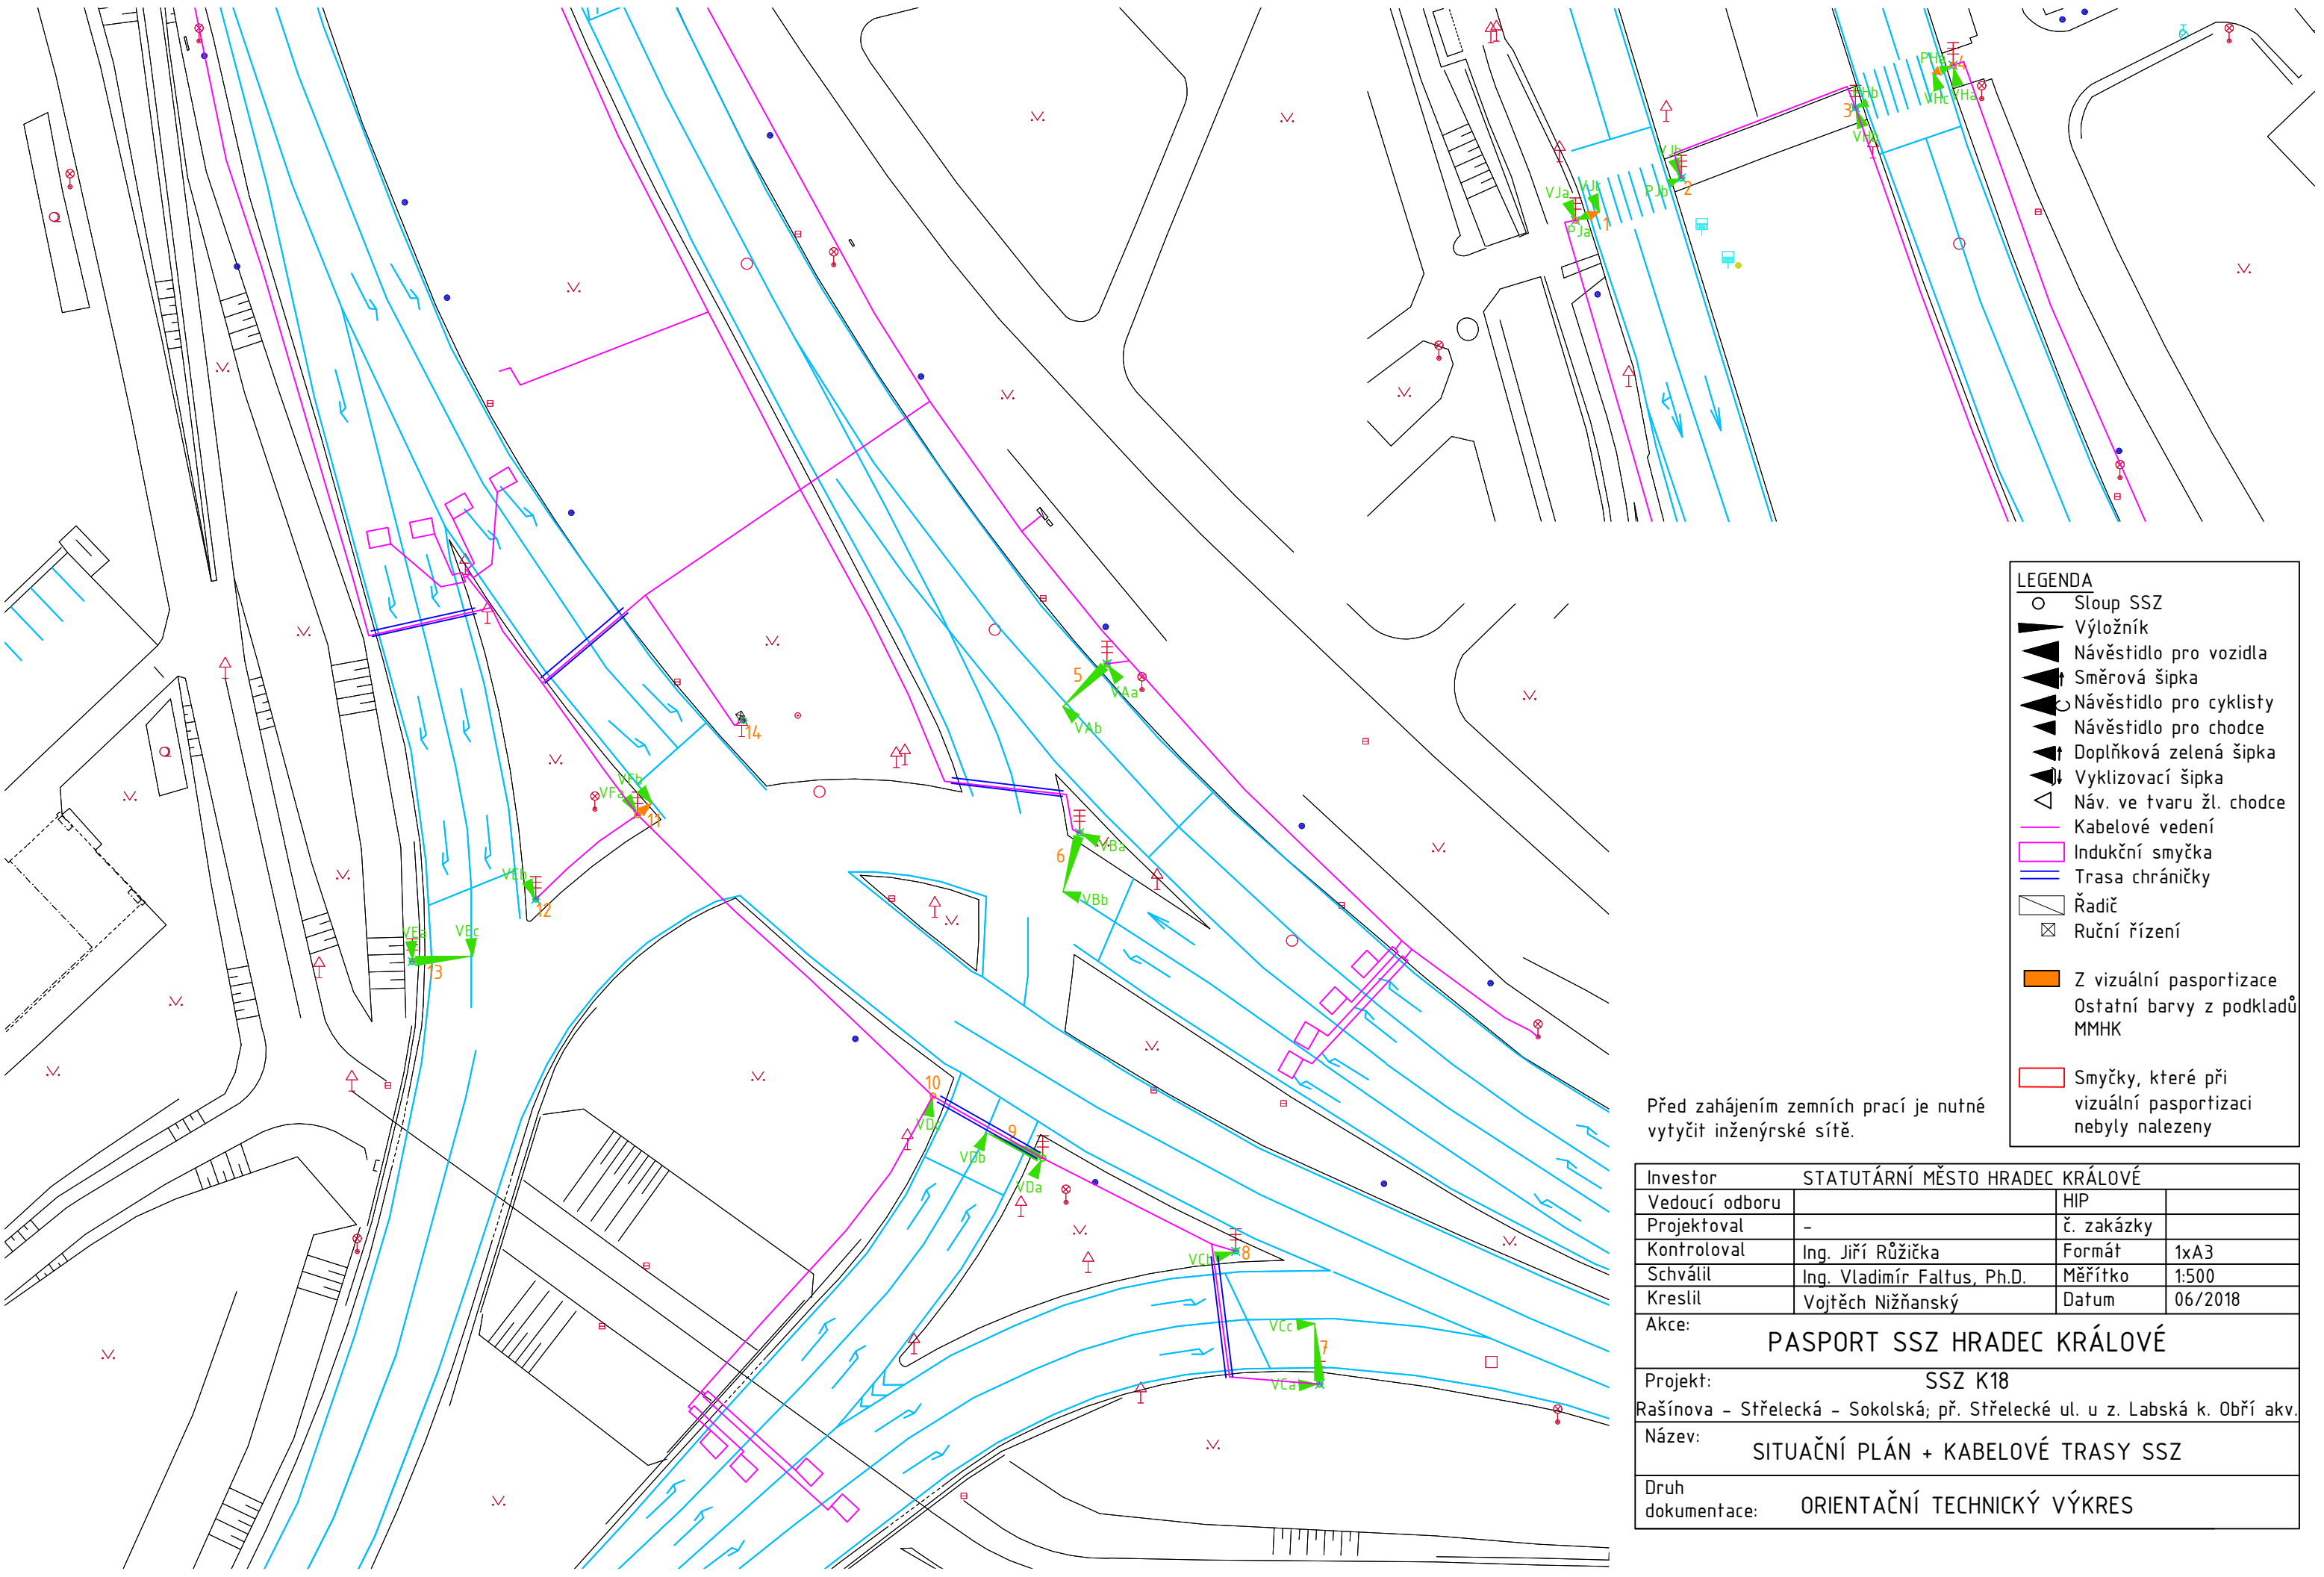 PHa
4
VHc
VHa
PHb
3
VHb
VJb
PJb
2
VJa
VJc
PJa
1
5
VAa
VAb
14
VFb
VFa
11
6
VBa
VBb
VEb
12
VEa
VEc
13
10
VDc
9
VDb
VDa
VCb
8
VCc
7
VCa
LEGENDA
Sloup SSZ
Výložník
Návěstidlo pro vozidla
Směrová šipka
Návěstidlo pro cyklisty
Návěstidlo pro chodce
Doplňková zelená šipka
Vyklizovací šipka
Náv. ve tvaru žl. chodce
Kabelové vedení
Indukční smyčka
Trasa chráničky
Řadič
Ruční řízení
Z vizuální pasportizace
Ostatní barvy z podkladů
MMHK
Smyčky, které při
vizuální pasportizaci
nebyly nalezeny
Před zahájením zemních prací je nutné
vytyčit inženýrské sítě.
Investor STATUTÁRNÍ MĚSTO HRADEC KRÁLOVÉ
Vedoucí odboru HIP
Projektoval - č. zakázky
Kontroloval Ing. Jiří Růžička Formát 1xA3
Schválil Ing. Vladimír Faltus, Ph.D. Měřítko 1:500
Kreslil Vojtěch Nižňanský Datum 06/2018
Akce:
PASPORT SSZ HRADEC KRÁLOVÉ
Projekt: SSZ K18
Rašínova - Střelecká - Sokolská; př. Střelecké ul. u z. Labská k. Obří akv.
Název:
SITUAČNÍ PLÁN + KABELOVÉ TRASY SSZ
Druh
dokumentace: ORIENTAČNÍ TECHNICKÝ VÝKRES